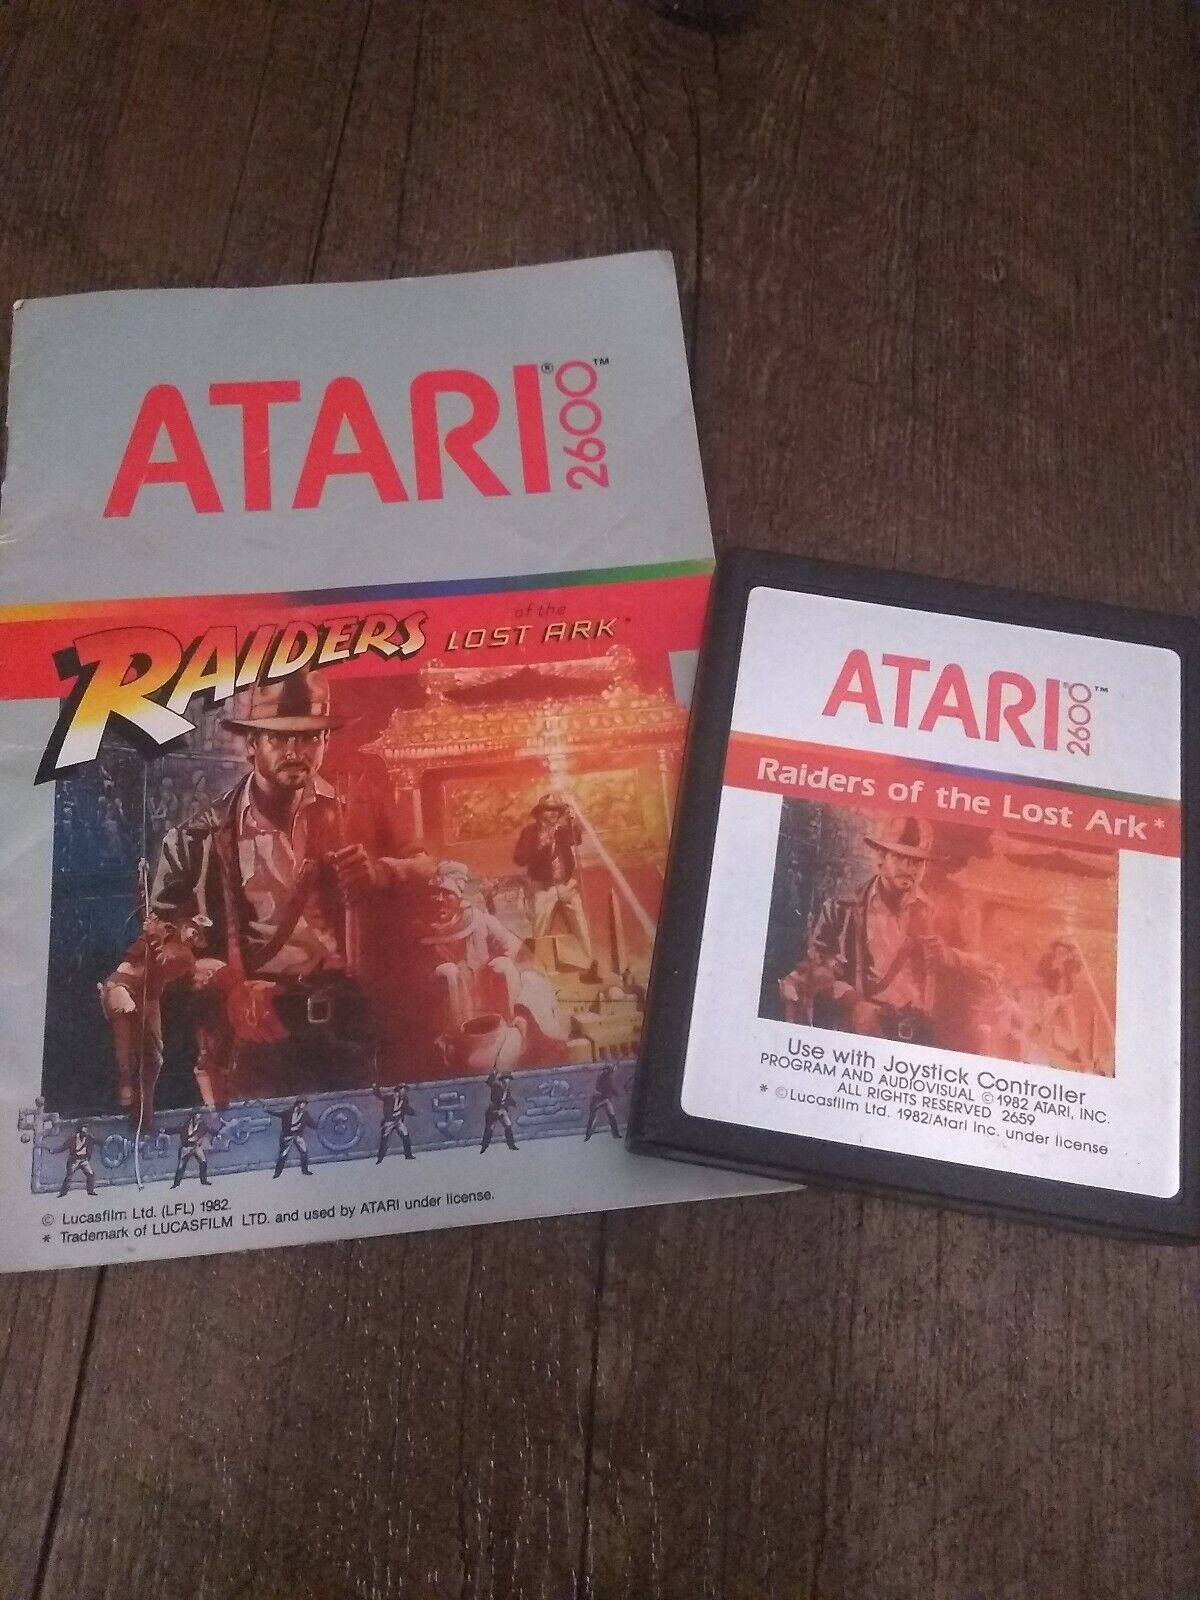 ATARI® 2600™
RAIDERS of the LOST ARK*
© Lucasfilm Ltd. (LFL) 1982.
* Trademark of LUCASFILM LTD. and used by ATARI under license.
ATARI® 2600™
Raiders of the Lost Ark*
Use with Joystick Controller
PROGRAM AND AUDIOVISUAL © 1982 ATARI, INC.
ALL RIGHTS RESERVED 2659
* © Lucasfilm Ltd. 1982/Atari Inc. under license